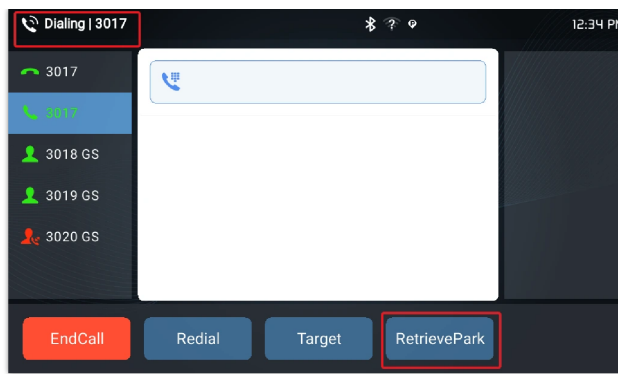 Dialing | 3017
12:34 PM
3017
3017
3018 GS
3019 GS
3020 GS
EndCall
Redial
Target
RetrievePark